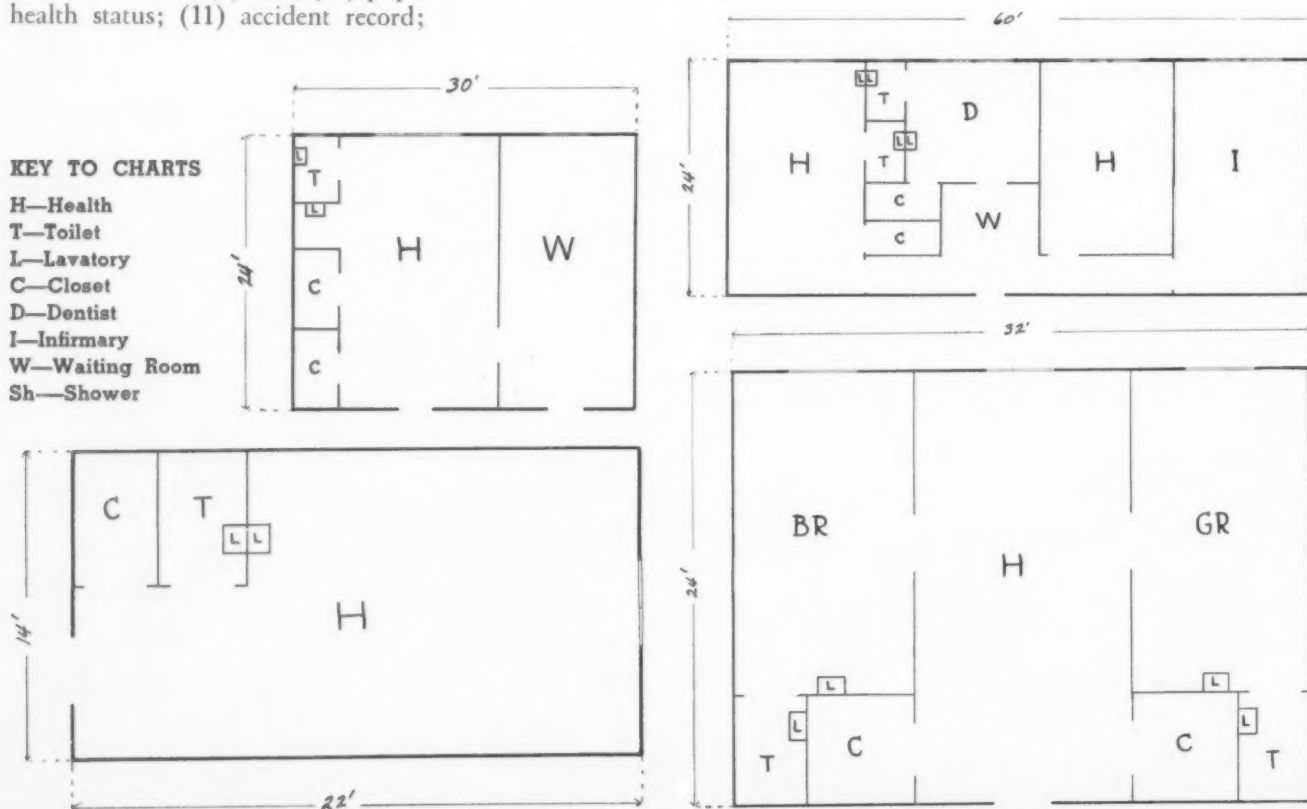 health status; (11) accident record;
KEY TO CHARTS
H—Health
T—Toilet
L—Lavatory
C—Closet
D—Dentist
I—Infirmary
W—Waiting Room
Sh—Shower
30'
24'
L
T
L
H
W
C
C
60'
24'
LL
T
D
H
LL
T
H
I
C
W
C
14'
C
T
L L
H
22'
32'
24'
BR
H
GR
L
L
L
L
T
C
C
T